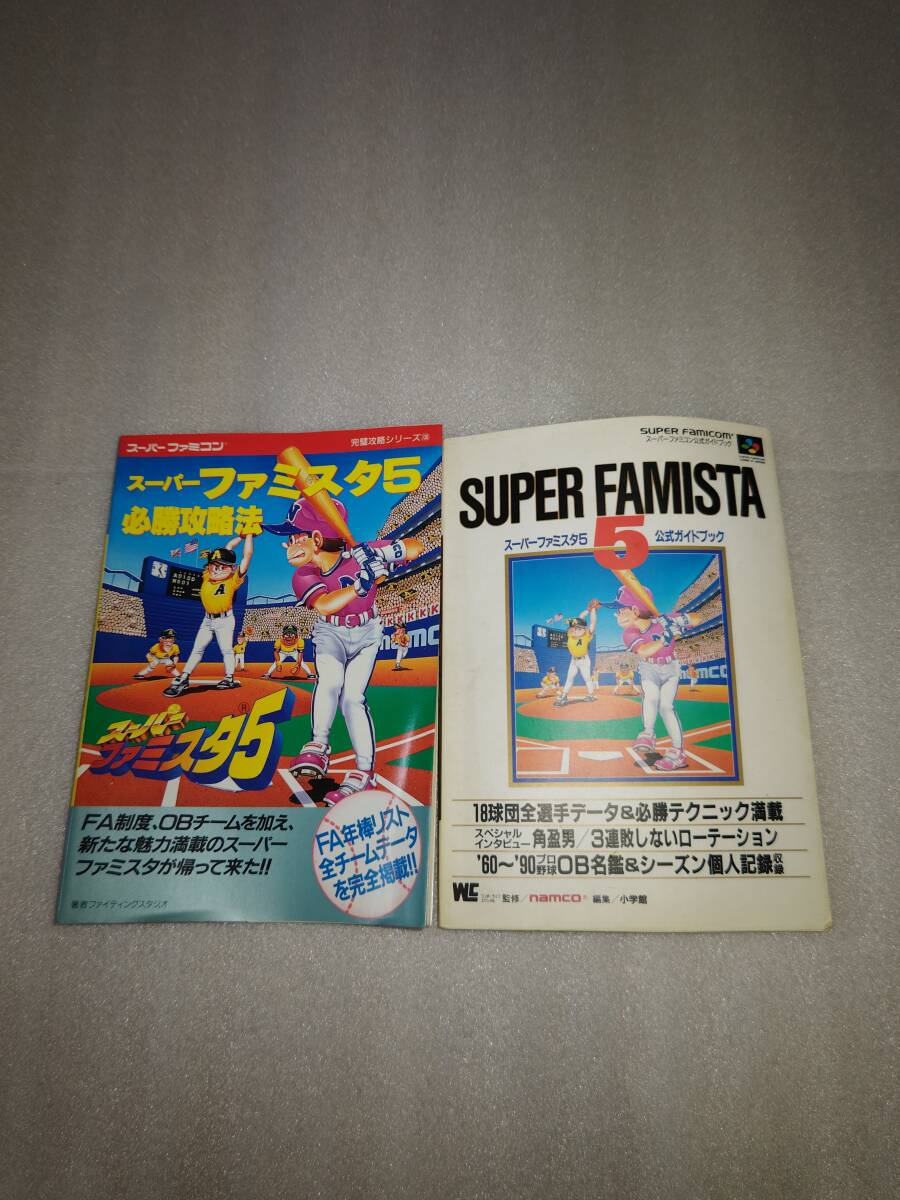 スーパーファミコン
完璧攻略シリーズ
スーパーファミスタ5
必勝攻略法
N
A
NAMCO
KKKKK
namco
スーパー
ファミスタ5
®
FA制度、OBチームを加え、
新たな魅力満載のスーパー
ファミスタが帰って来た!!
FA年棒リスト
全チームデータ
を完全掲載!!
著者ファイティングスタジオ
SUPER FAMICOM
スーパーファミコン公式ガイドブック
SUPER FAMISTA
5
スーパーファミスタ5
公式ガイドブック
namco
'18球団全選手データ&必勝テクニック満載
スペシャルインタビュー 角盈男/3連敗しないローテーション
'60〜'90プロ野球OB名鑑&シーズン個人記録収録
監修/namco 編集/小学館